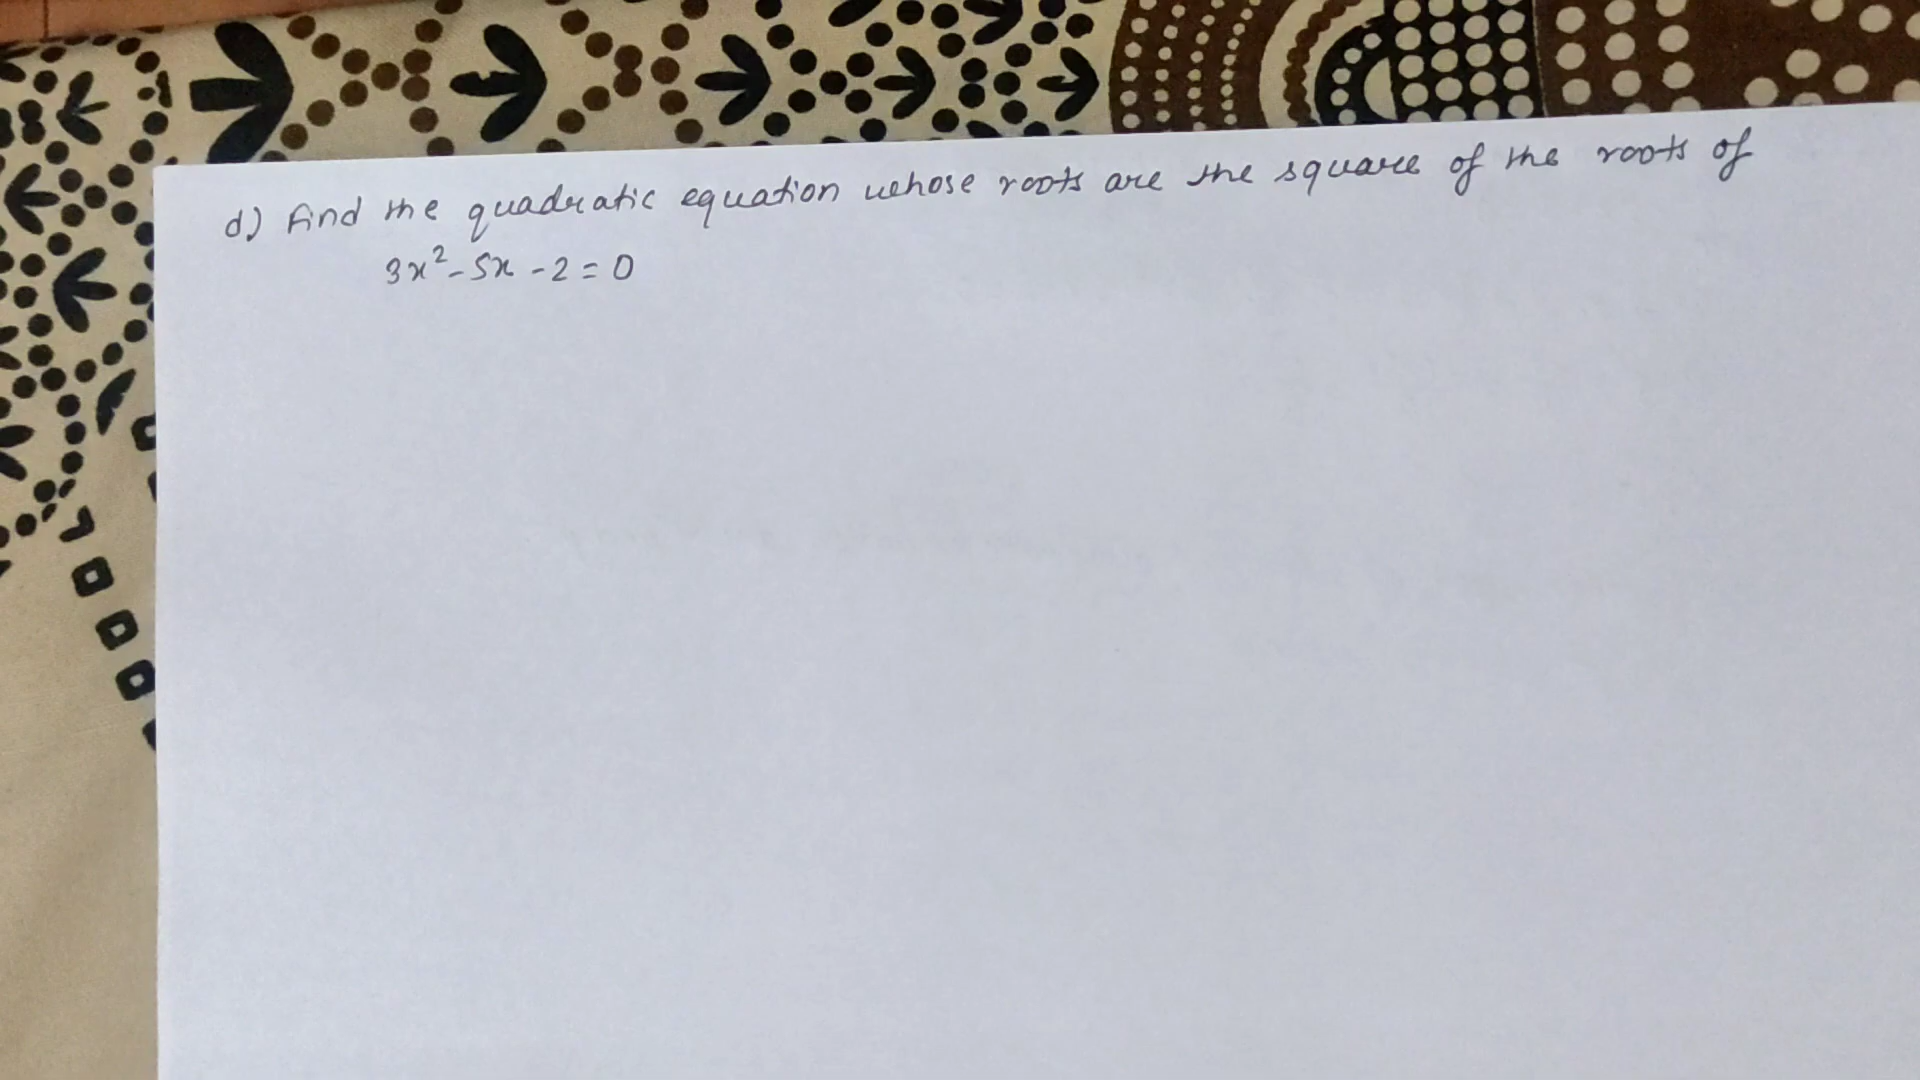 d) Find the quadratic equation whose roots are the square of the roots of
3x² - 5x - 2 = 0